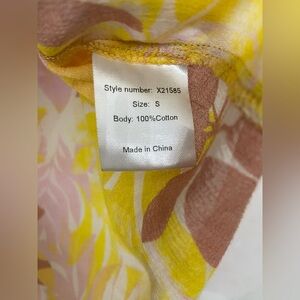 Style number: X21585
Size: S
Body: 100%Cotton
Made in China